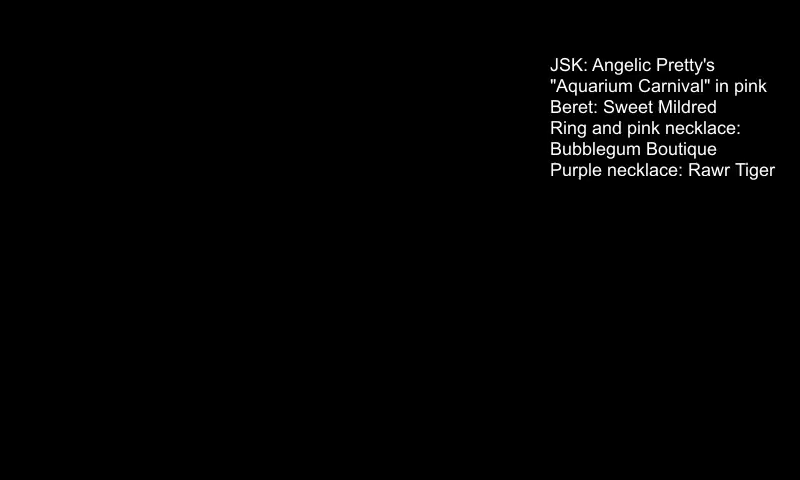 JSK: Angelic Pretty's
"Aquarium Carnival" in pink
Beret: Sweet Mildred
Ring and pink necklace:
Bubblegum Boutique
Purple necklace: Rawr Tiger